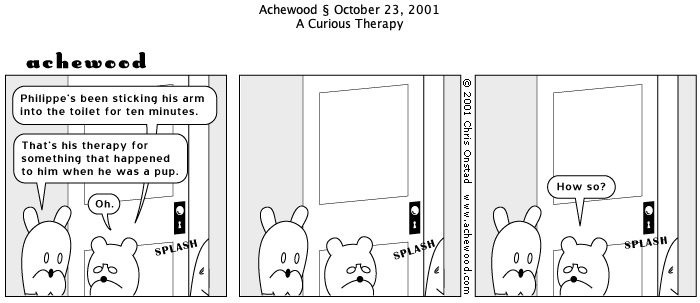 Achewood § October 23, 2001
A Curious Therapy
achewood
Philippe's been sticking his arm
into the toilet for ten minutes.
That's his therapy for
something that happened
to him when he was a pup.
Oh.
SPLASH
SPLASH
© 2001 Chris Onstad www.achewood.com
How so?
SPLASH